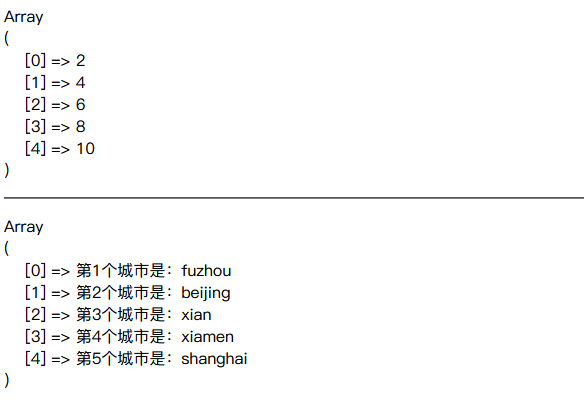 Array
(
[0] => 2
[1] => 4
[2] => 6
[3] => 8
[4] => 10
)
Array
(
[0] => 第1个城市是：fuzhou
[1] => 第2个城市是：beijing
[2] => 第3个城市是：xian
[3] => 第4个城市是：xiamen
[4] => 第5个城市是：shanghai
)